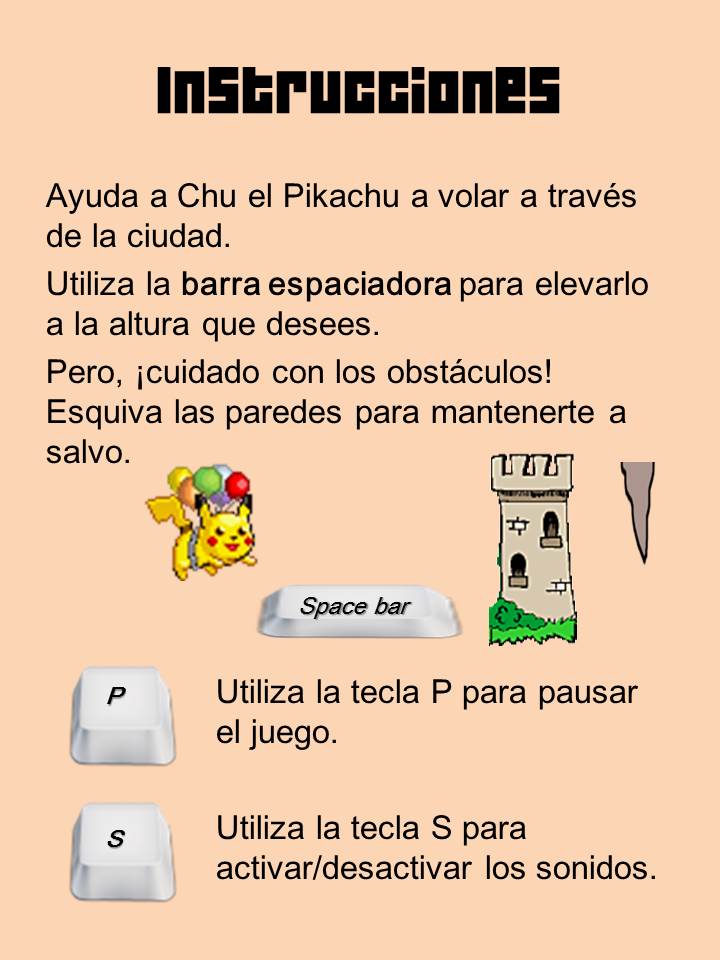 Instrucciones
Ayuda a Chu el Pikachu a volar a través
de la ciudad.
Utiliza la barra espaciadora para elevarlo
a la altura que desees.
Pero, ¡cuidado con los obstáculos!
Esquiva las paredes para mantenerte a
salvo.
Space bar
P
Utiliza la tecla P para pausar
el juego.
S
Utiliza la tecla S para
activar/desactivar los sonidos.